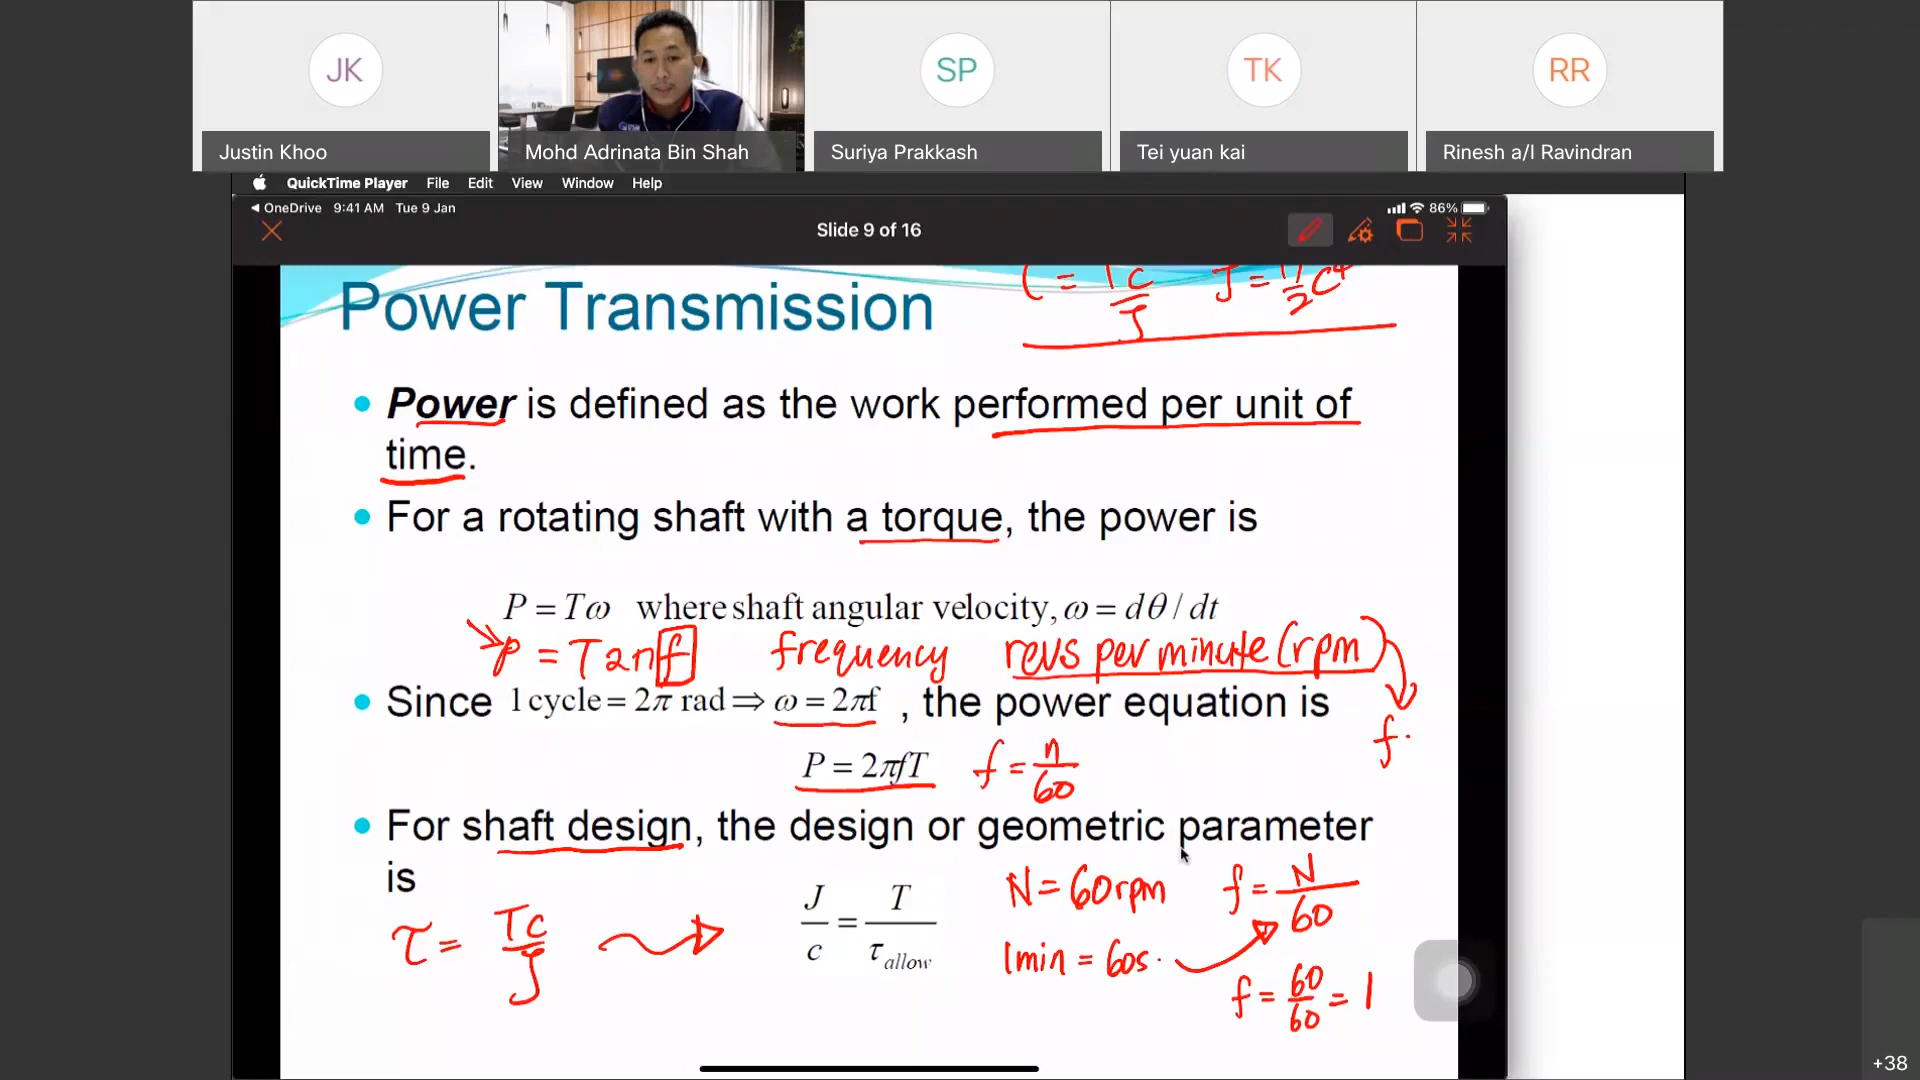 JK
SP
TK
RR
Justin Khoo
Mohd Adrinata Bin Shah
Suriya Prakkash
Tei yuan kai
Rinesh a/l Ravindran
QuickTime Player File Edit View Window Help
OneDrive 9:41 AM Tue 9 Jan
86%
Slide 9 of 16
J = π/2 c⁴
Power Transmission
• Power is defined as the work performed per unit of
time.
• For a rotating shaft with a torque, the power is
P = Tω where shaft angular velocity, ω = dθ / dt
P = T2πf frequency revs per minute (rpm)
• Since 1 cycle = 2π rad ⇒ ω = 2πf , the power equation is
f.
P = 2πfT f = n/60
• For shaft design, the design or geometric parameter
is
N = 60rpm f = N/60
τ = Tc/J J/c = T/τallow
1min = 60s.
f = 60/60 = 1
+38